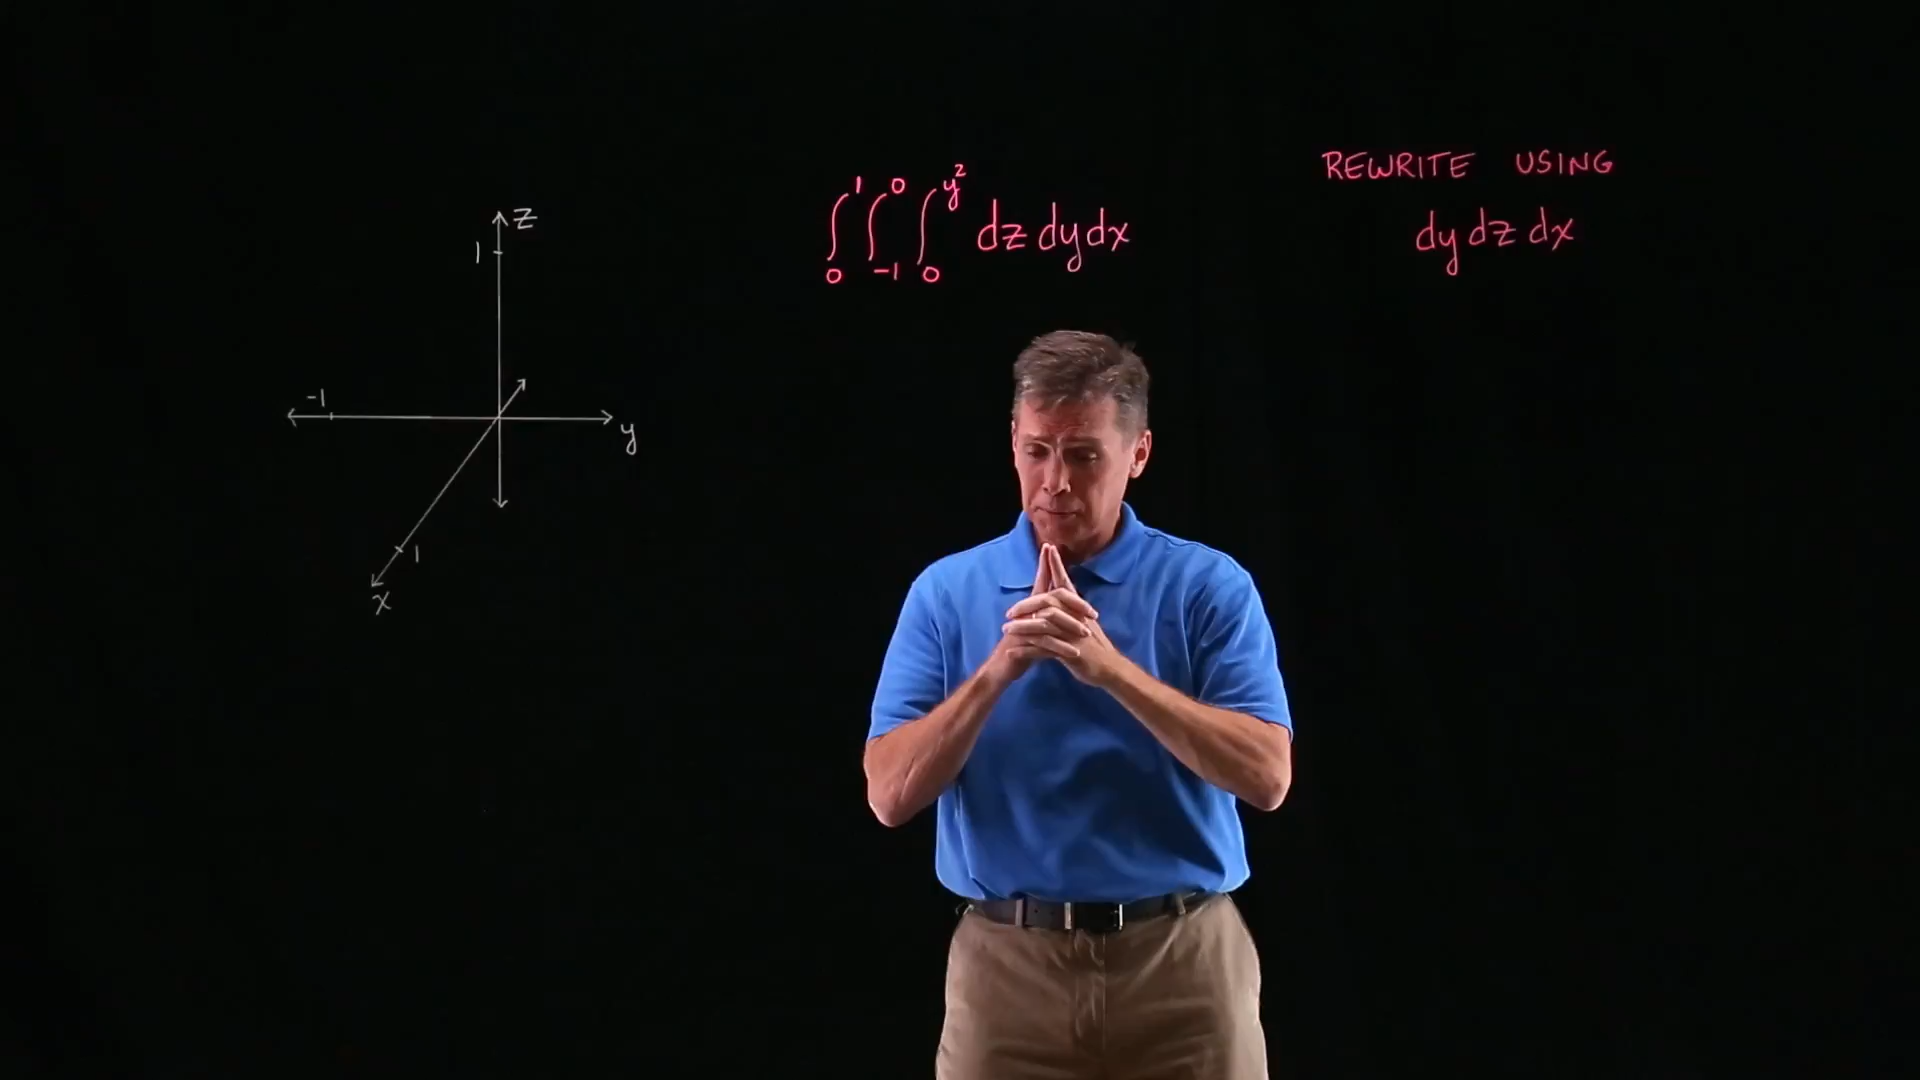 z
1
-1
y
1
x
∫₀¹ ∫₋₁⁰ ∫₀^{y²} dz dy dx
REWRITE USING
dy dz dx